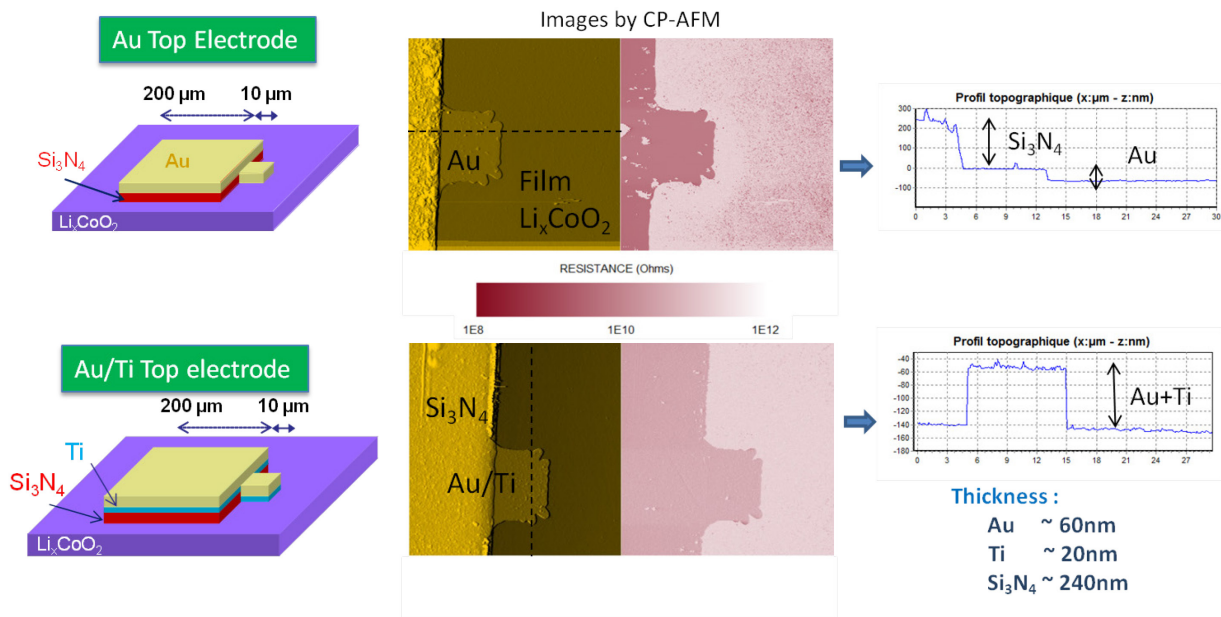 Images by CP-AFM
Au Top Electrode
200 µm 10 µm
Au
Si₃N₄
LiₓCoO₂
Au
Film
LiₓCoO₂
Profil topographique (x:µm - z:nm)
300
200
100
0
-100
0 3 6 9 12 15 18 21 24 27 30
Si₃N₄
Au
RESISTANCE (Ohms)
1E8 1E10 1E12
Au/Ti Top electrode
200 µm 10 µm
Ti
Si₃N₄
LiₓCoO₂
Si₃N₄
Au/Ti
Profil topographique (x:µm - z:nm)
-40
-60
-80
-100
-120
-140
-160
-180
0 3 6 9 12 15 18 21 24 27
Au+Ti
Thickness :
Au ~ 60nm
Ti ~ 20nm
Si₃N₄ ~ 240nm